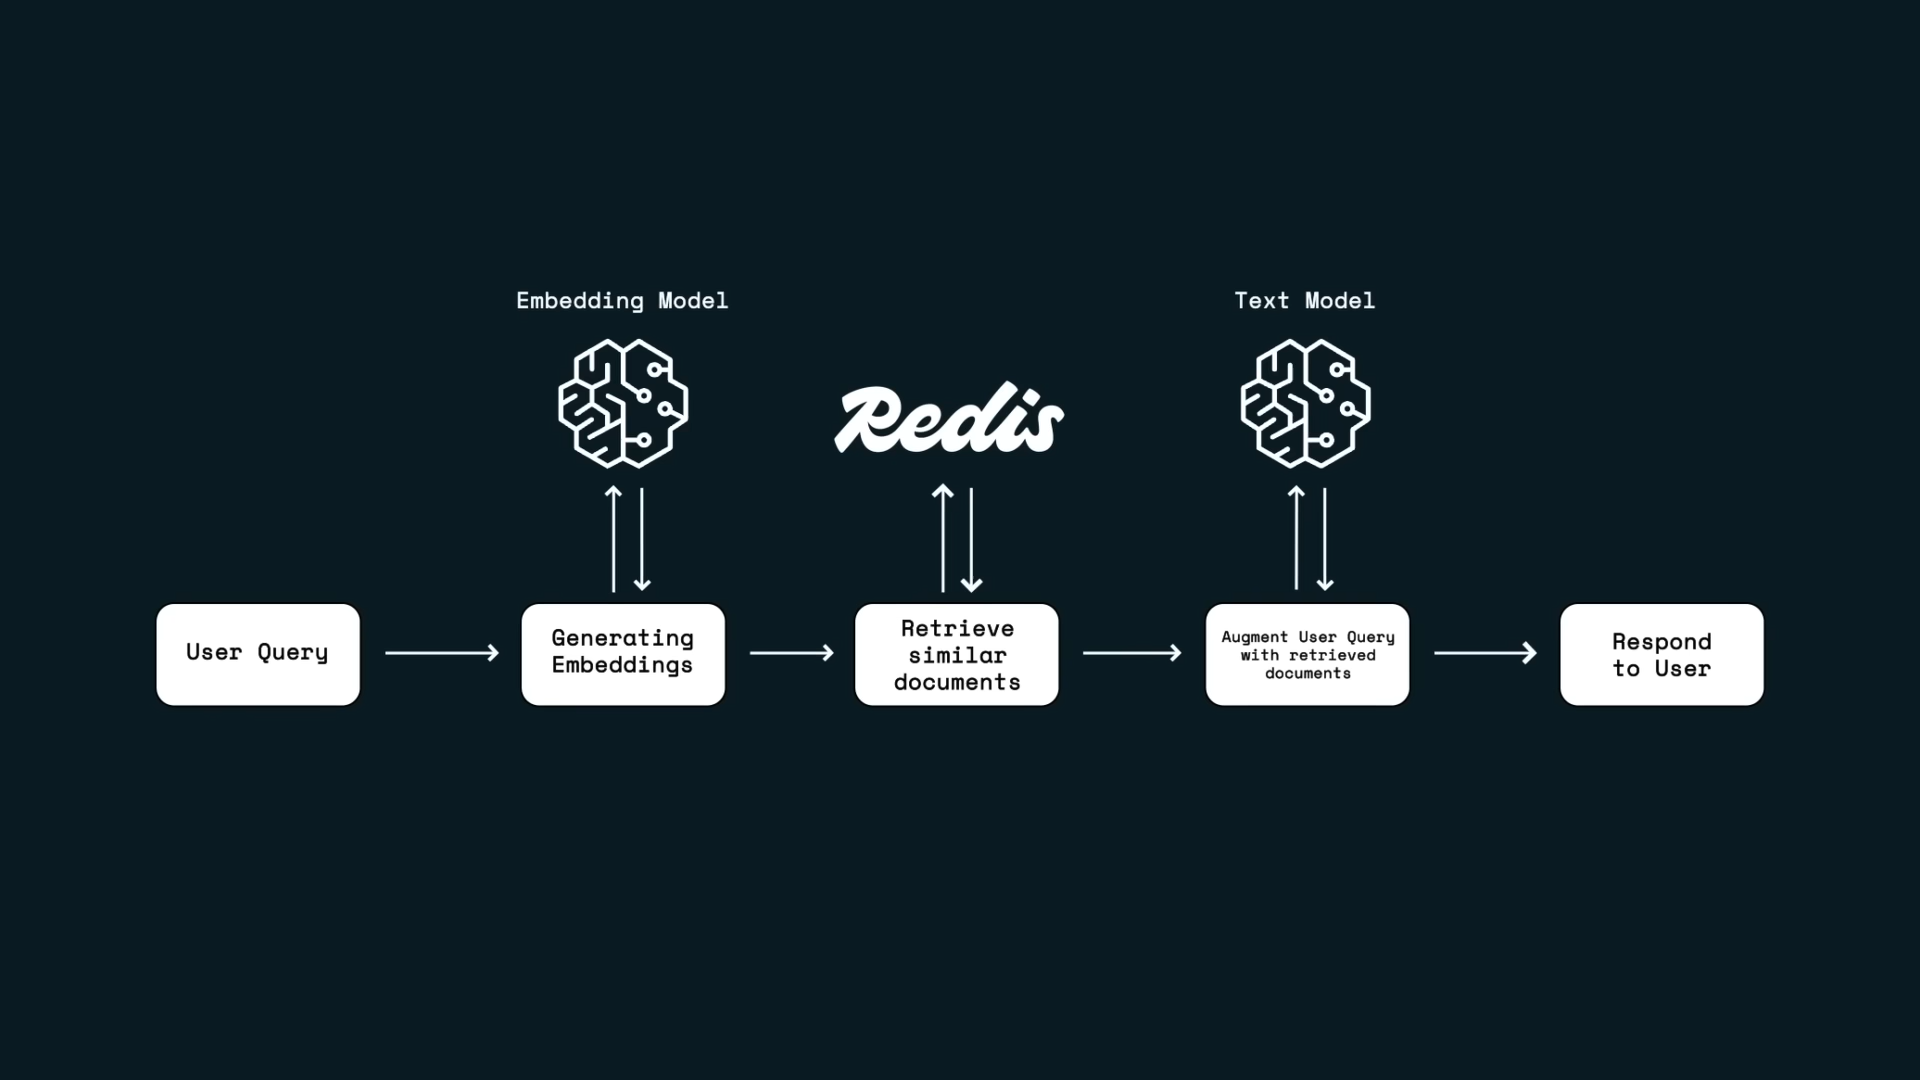 Embedding Model
Text Model
Redis
User Query
Generating
Embeddings
Retrieve
similar
documents
Augment User Query
with retrieved
documents
Respond
to User